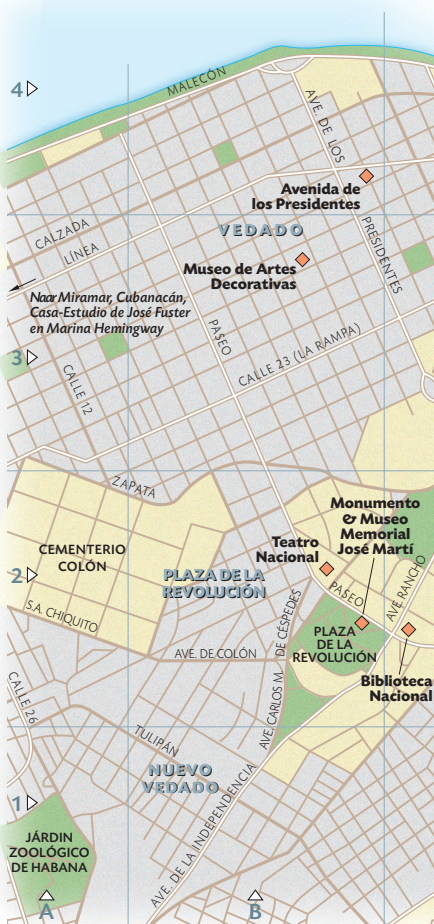 4
MALECÓN
AVE. DE LOS
PRESIDENTES
Avenida de
los Presidentes
CALZADA
LÍNEA
VEDADO
Museo de Artes
Decorativas
Naar Miramar, Cubanacán,
Casa-Estudio de José Fuster
en Marina Hemingway
PASEO
3
CALLE 23 (LA RAMPA)
CALLE 12
ZAPATA
Monumento
& Museo
Memorial
José Martí
Teatro
Nacional
CEMENTERIO
COLÓN
2
PLAZA DE LA
REVOLUCIÓN
PASEO
AVE RANCHO
S.A. CHIQUITO
PLAZA
DE LA
REVOLUCIÓN
AVE. DE COLÓN
AVE. CARLOS M. DE CÉSPEDES
Biblioteca
Nacional
CALLE 26
TULIPÁN
NUEVO
VEDADO
1
AVE. DE LA INDEPENDENCIA
JÁRDIN
ZOOLÓGICO
DE HABANA
A
B